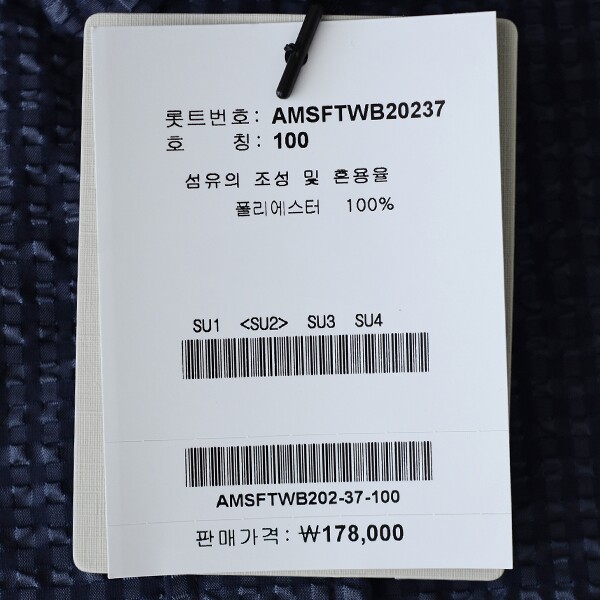 롯트번호: AMSFTWB20237
호 칭: 100
섬유의 조성 및 혼용율
폴리에스터 100%
SU1 <SU2> SU3 SU4
AMSFTWB202-37-100
판매가격: ₩178,000